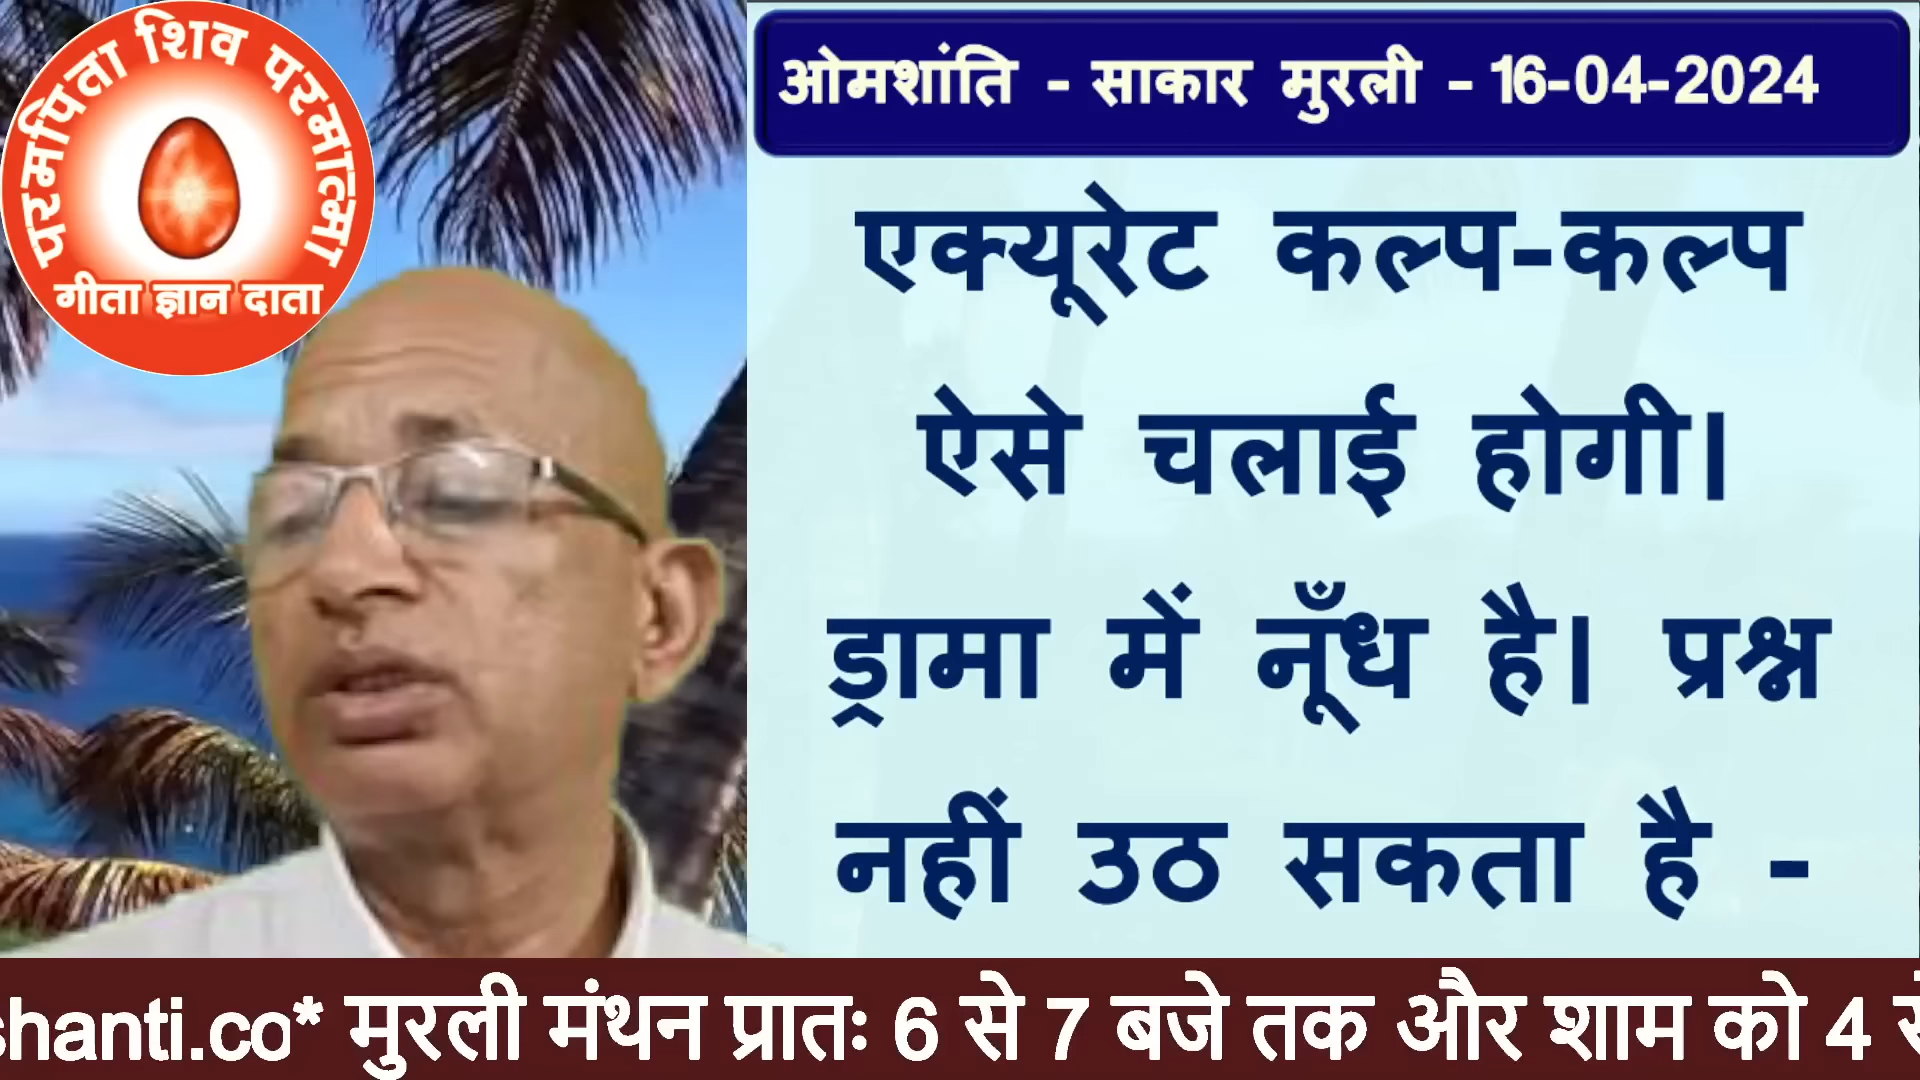 परमपिता शिव परमात्मा
गीता ज्ञान दाता
ओमशांति - साकार मुरली - 16-04-2024
एक्यूरेट कल्प-कल्प
ऐसे चलाई होगी।
ड्रामा में नूँध है। प्रश्न
नहीं उठ सकता है -
shanti.co* मुरली मंथन प्रातः 6 से 7 बजे तक और शाम को 4 से